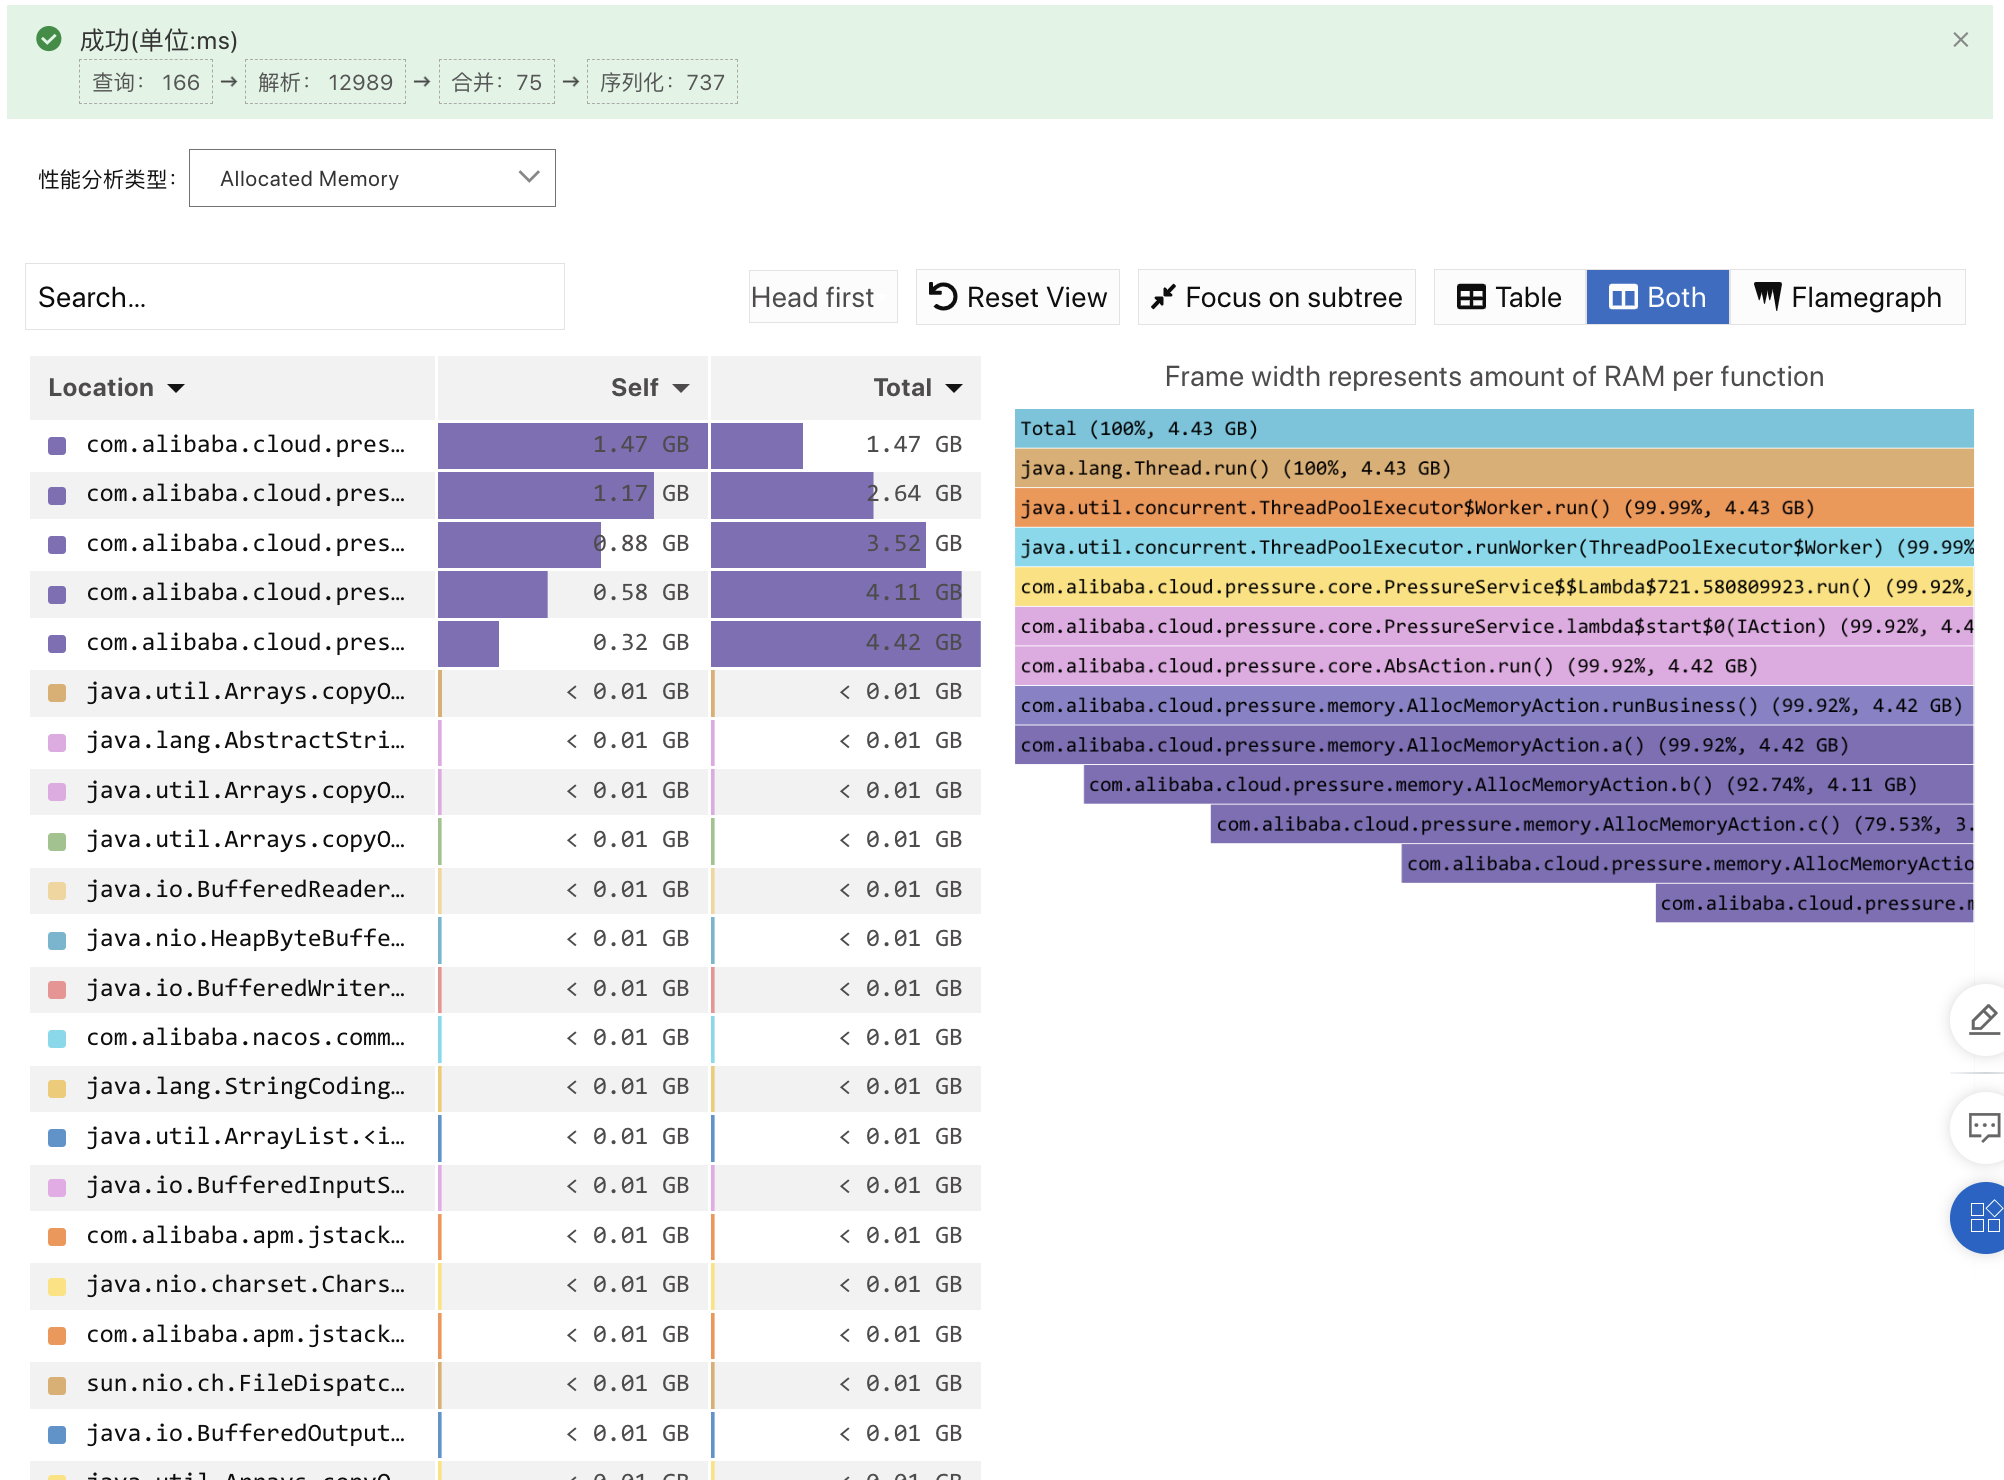 成功(单位:ms)
查询： 166 → 解析： 12989 → 合并：75 → 序列化：737
性能分析类型： Allocated Memory
Search…
Head first
Reset View
Focus on subtree
Table
Both
Flamegraph
Location Self Total
com.alibaba.cloud.pres… 1.47 GB 1.47 GB
com.alibaba.cloud.pres… 1.17 GB 2.64 GB
com.alibaba.cloud.pres… 0.88 GB 3.52 GB
com.alibaba.cloud.pres… 0.58 GB 4.11 GB
com.alibaba.cloud.pres… 0.32 GB 4.42 GB
java.util.Arrays.copyO… < 0.01 GB < 0.01 GB
java.lang.AbstractStri… < 0.01 GB < 0.01 GB
java.util.Arrays.copyO… < 0.01 GB < 0.01 GB
java.util.Arrays.copyO… < 0.01 GB < 0.01 GB
java.io.BufferedReader… < 0.01 GB < 0.01 GB
java.nio.HeapByteBuffe… < 0.01 GB < 0.01 GB
java.io.BufferedWriter… < 0.01 GB < 0.01 GB
com.alibaba.nacos.comm… < 0.01 GB < 0.01 GB
java.lang.StringCoding… < 0.01 GB < 0.01 GB
java.util.ArrayList.<i… < 0.01 GB < 0.01 GB
java.io.BufferedInputS… < 0.01 GB < 0.01 GB
com.alibaba.apm.jstack… < 0.01 GB < 0.01 GB
java.nio.charset.Chars… < 0.01 GB < 0.01 GB
com.alibaba.apm.jstack… < 0.01 GB < 0.01 GB
sun.nio.ch.FileDispatc… < 0.01 GB < 0.01 GB
java.io.BufferedOutput… < 0.01 GB < 0.01 GB
java.util.Arrays.copyO… < 0.01 GB < 0.01 GB
Frame width represents amount of RAM per function
Total (100%, 4.43 GB)
java.lang.Thread.run() (100%, 4.43 GB)
java.util.concurrent.ThreadPoolExecutor$Worker.run() (99.99%, 4.43 GB)
java.util.concurrent.ThreadPoolExecutor.runWorker(ThreadPoolExecutor$Worker) (99.99%
com.alibaba.cloud.pressure.core.PressureService$$Lambda$721.580809923.run() (99.92%,
com.alibaba.cloud.pressure.core.PressureService.lambda$start$0(IAction) (99.92%, 4.4
com.alibaba.cloud.pressure.core.AbsAction.run() (99.92%, 4.42 GB)
com.alibaba.cloud.pressure.memory.AllocMemoryAction.runBusiness() (99.92%, 4.42 GB)
com.alibaba.cloud.pressure.memory.AllocMemoryAction.a() (99.92%, 4.42 GB)
com.alibaba.cloud.pressure.memory.AllocMemoryAction.b() (92.74%, 4.11 GB)
com.alibaba.cloud.pressure.memory.AllocMemoryAction.c() (79.53%, 3.
com.alibaba.cloud.pressure.memory.AllocMemoryActio
com.alibaba.cloud.pressure.m